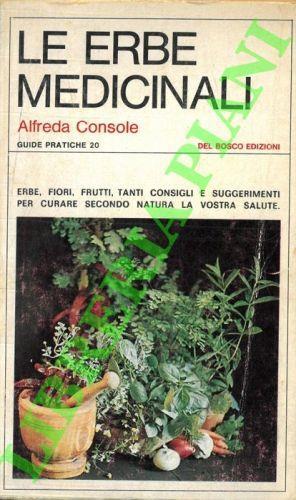 LE ERBE
MEDICINALI
Alfreda Console
GUIDE PRATICHE 20 DEL BOSCO EDIZIONI
ERBE, FIORI, FRUTTI, TANTI CONSIGLI E SUGGERIMENTI
PER CURARE SECONDO NATURA LA VOSTRA SALUTE.
LIBRERIA PIANI